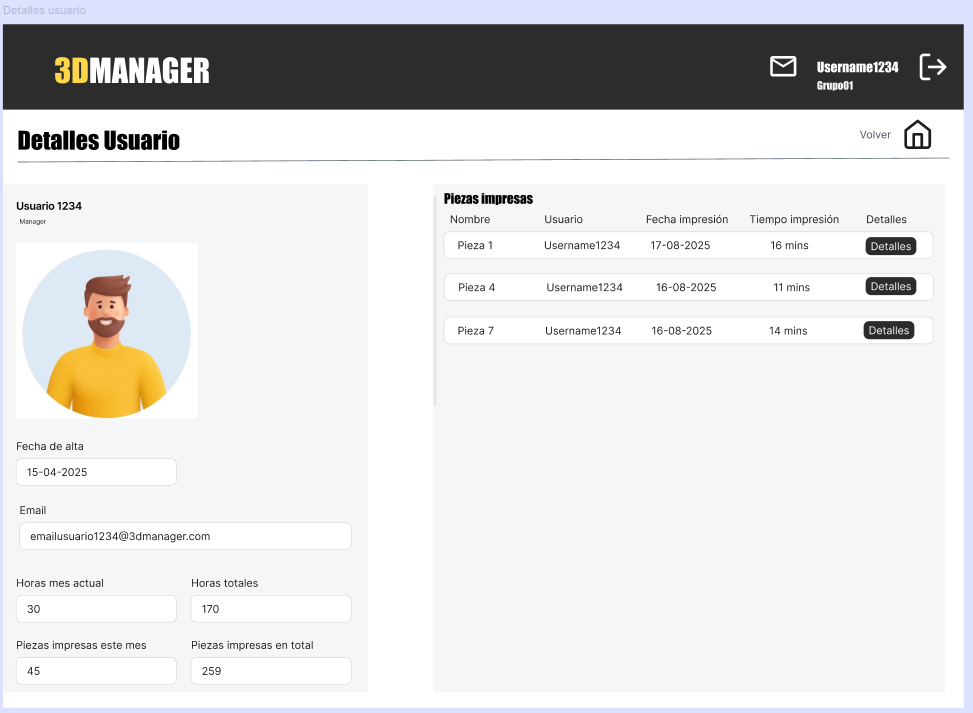 Detalles usuario
3DMANAGER
Username1234
Grupo01
Detalles Usuario
Volver
Usuario 1234
Manager
Fecha de alta
15-04-2025
Email
emailusuario1234@3dmanager.com
Horas mes actual Horas totales
30 170
Piezas impresas este mes Piezas impresas en total
45 259
Piezas impresas
Nombre Usuario Fecha impresión Tiempo impresión Detalles
Pieza 1 Username1234 17-08-2025 16 mins Detalles
Pieza 4 Username1234 16-08-2025 11 mins Detalles
Pieza 7 Username1234 16-08-2025 14 mins Detalles